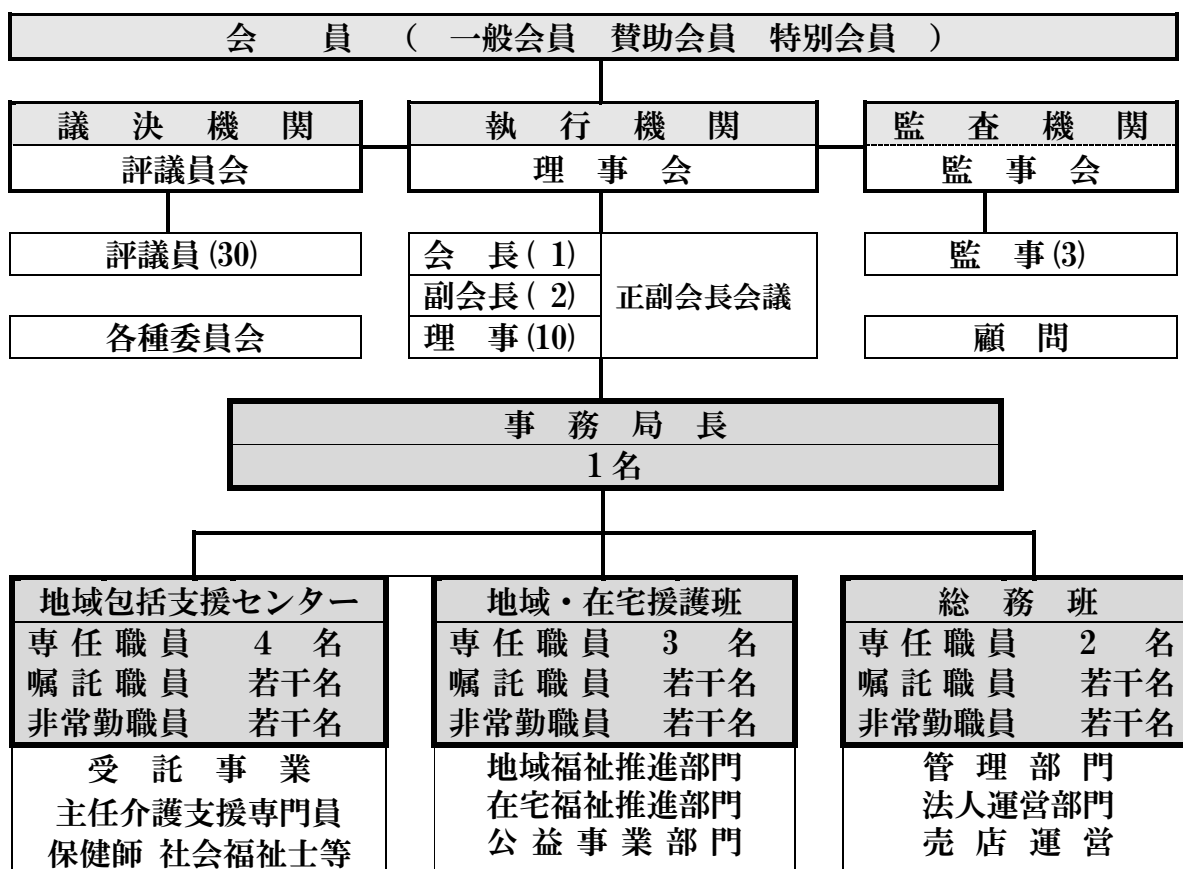 会　員 （ 一般会員　賛助会員　特別会員 ）
議　決　機　関
評議員会
執　行　機　関
理　事　会
監　査　機　関
監　事　会
評議員 (30)
各種委員会
会　長 ( 1)
副会長 ( 2)
理　事 (10)
正副会長会議
監　事 (3)
顧　問
事　務　局　長
1 名
地域包括支援センター
専 任 職 員　4　名
嘱 託 職 員　若干名
非常勤職員　若干名
受　託　事　業
主任介護支援専門員
保健師 社会福祉士等
地域・在宅援護班
専 任 職 員　3　名
嘱 託 職 員　若干名
非常勤職員　若干名
地域福祉推進部門
在宅福祉推進部門
公 益 事 業 部 門
総　務　班
専 任 職 員　2　名
嘱 託 職 員　若干名
非常勤職員　若干名
管 理 部 門
法人運営部門
売 店 運 営